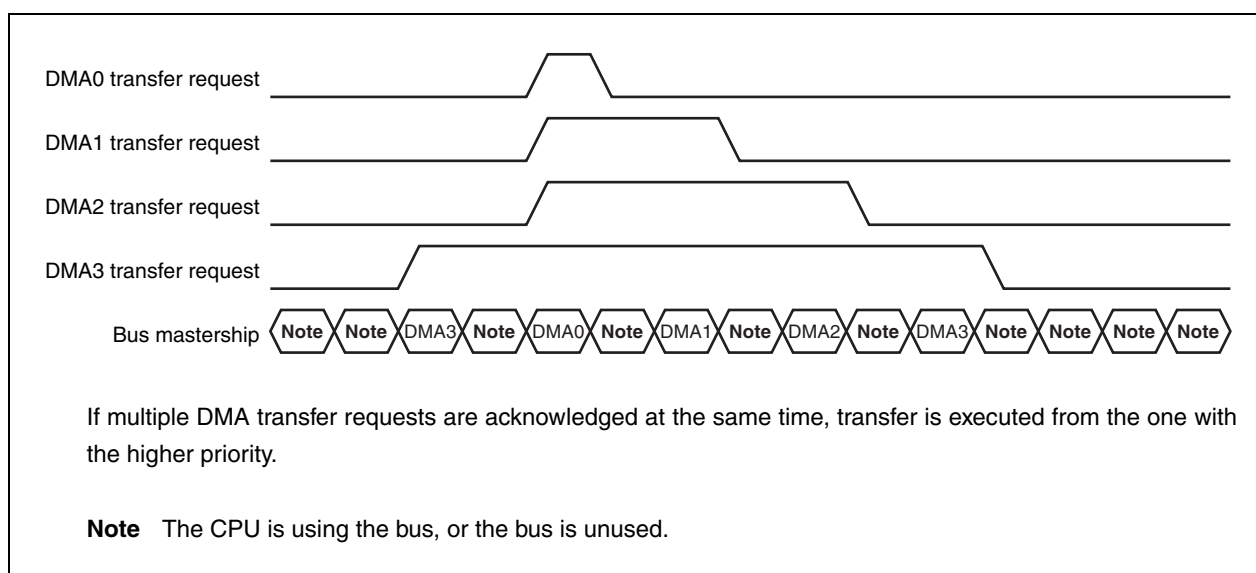 DMA0 transfer request
DMA1 transfer request
DMA2 transfer request
DMA3 transfer request
Bus mastership Note Note DMA3 Note DMA0 Note DMA1 Note DMA2 Note DMA3 Note Note Note Note
If multiple DMA transfer requests are acknowledged at the same time, transfer is executed from the one with
the higher priority.
Note The CPU is using the bus, or the bus is unused.